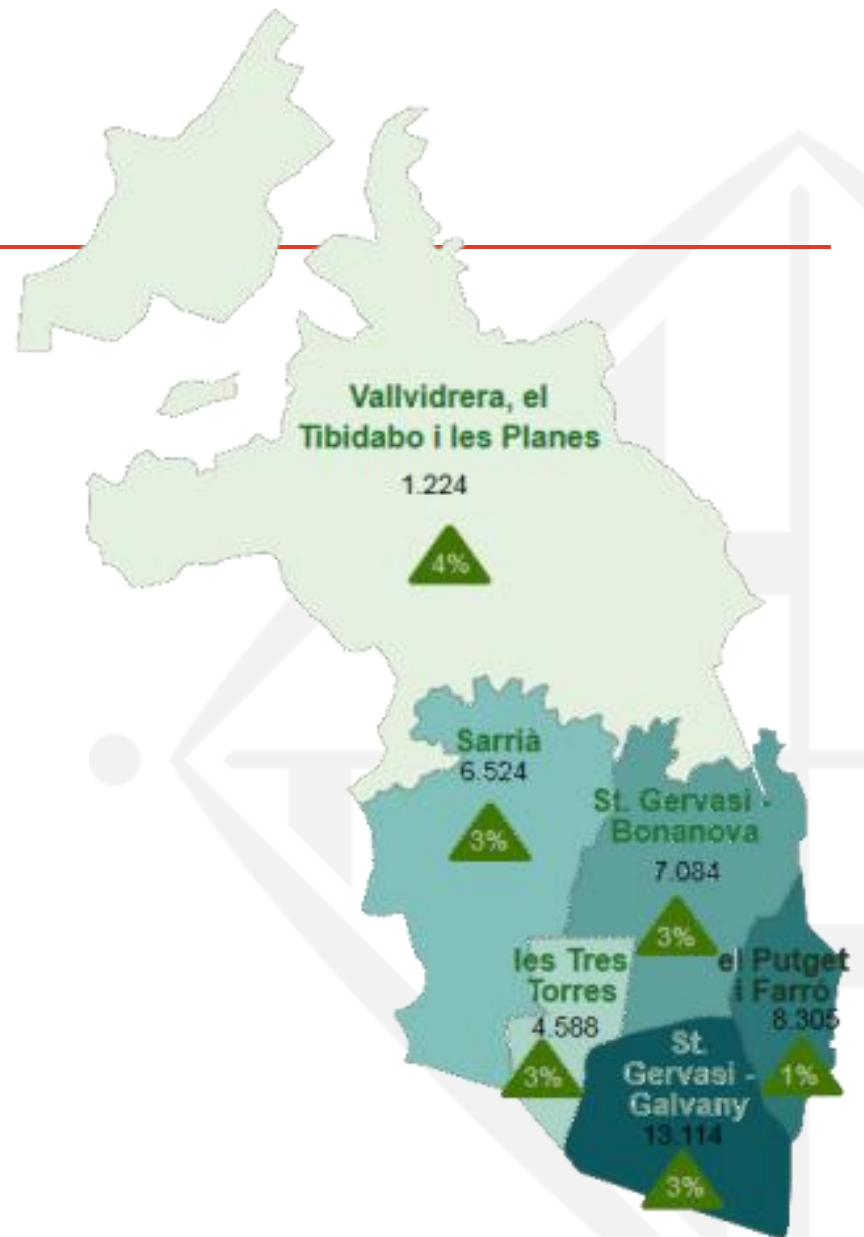 Vallvidrera, el
Tibidabo i les Planes
1.224
4%
Sarrià
6.524
3%
St. Gervasi -
Bonanova
7.084
3%
les Tres
Torres
4.588
3%
el Putget
i Farró
8.305
1%
St.
Gervasi -
Galvany
13.114
3%